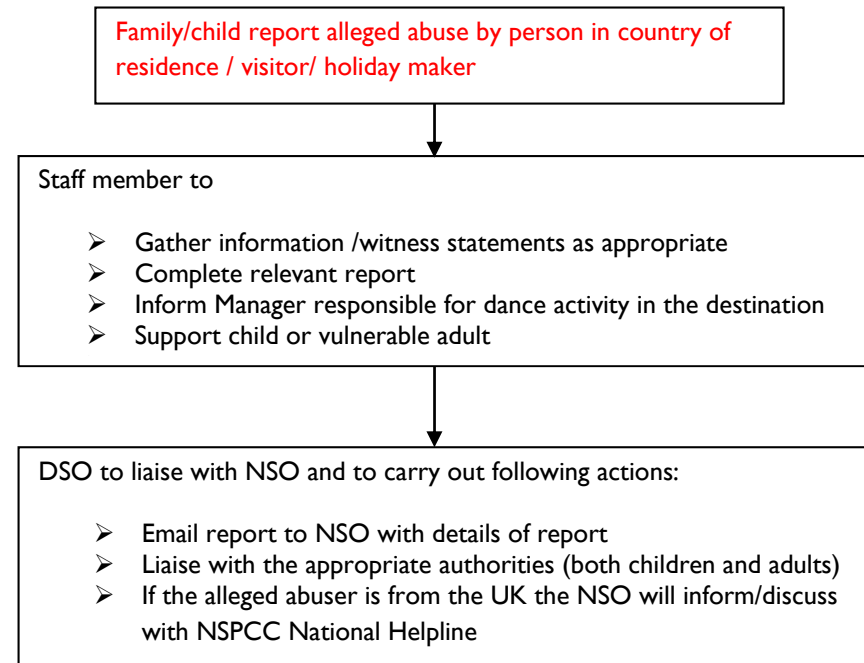 Family/child report alleged abuse by person in country of
residence / visitor/ holiday maker
Staff member to
➢ Gather information /witness statements as appropriate
➢ Complete relevant report
➢ Inform Manager responsible for dance activity in the destination
➢ Support child or vulnerable adult
DSO to liaise with NSO and to carry out following actions:
➢ Email report to NSO with details of report
➢ Liaise with the appropriate authorities (both children and adults)
➢ If the alleged abuser is from the UK the NSO will inform/discuss
with NSPCC National Helpline